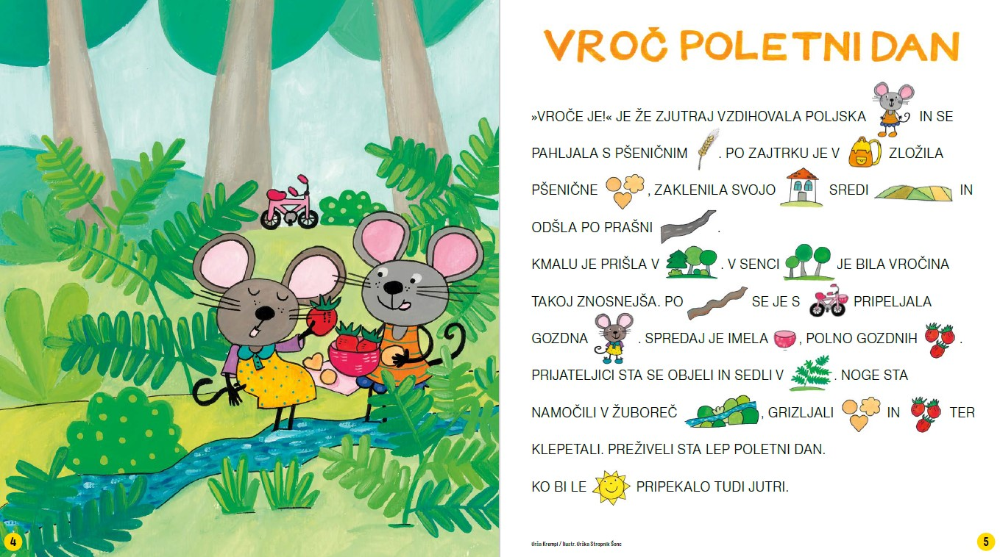 VROČ POLETNI DAN
»VROČE JE!« JE ŽE ZJUTRAJ VZDIHOVALA POLJSKA IN SE
PAHLJALA S PŠENIČNIM . PO ZAJTRKU JE V ZLOŽILA
PŠENIČNE , ZAKLENILA SVOJO SREDI IN
ODŠLA PO PRAŠNI .
KMALU JE PRIŠLA V . V SENCI JE BILA VROČINA
TAKOJ ZNOSNEJŠA. PO SE JE S PRIPELJALA
GOZDNA . SPREDAJ JE IMELA , POLNO GOZDNIH .
PRIJATELJICI STA SE OBJELI IN SEDLI V . NOGE STA
NAMOČILI V ŽUBOREČ , GRIZLJALI IN TER
KLEPETALI. PREŽIVELI STA LEP POLETNI DAN.
KO BI LE PRIPEKALO TUDI JUTRI.
Urša Krempl / Ilustr. Urška Stropnik Šonc
4
5